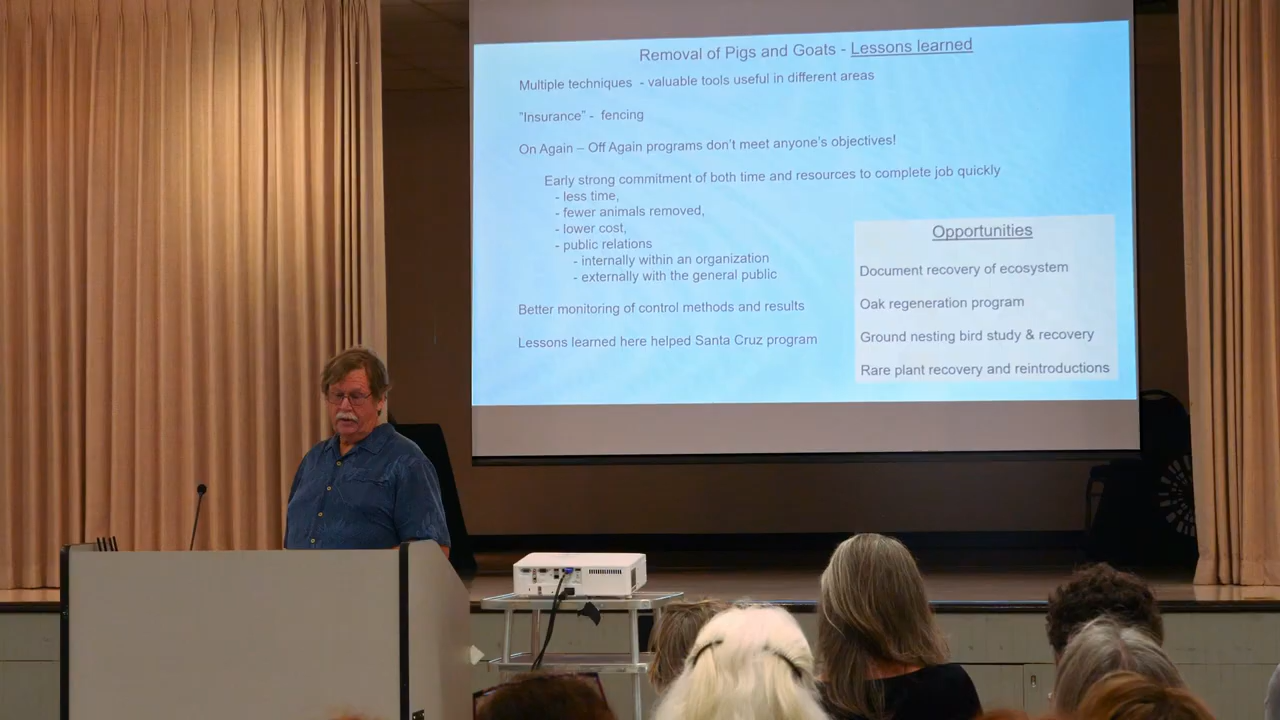 Removal of Pigs and Goats - Lessons learned
Multiple techniques - valuable tools useful in different areas
"Insurance" - fencing
On Again – Off Again programs don't meet anyone's objectives!
Early strong commitment of both time and resources to complete job quickly
- less time,
- fewer animals removed,
- lower cost,
- public relations
- internally within an organization
- externally with the general public
Better monitoring of control methods and results
Lessons learned here helped Santa Cruz program
Opportunities
Document recovery of ecosystem
Oak regeneration program
Ground nesting bird study & recovery
Rare plant recovery and reintroductions